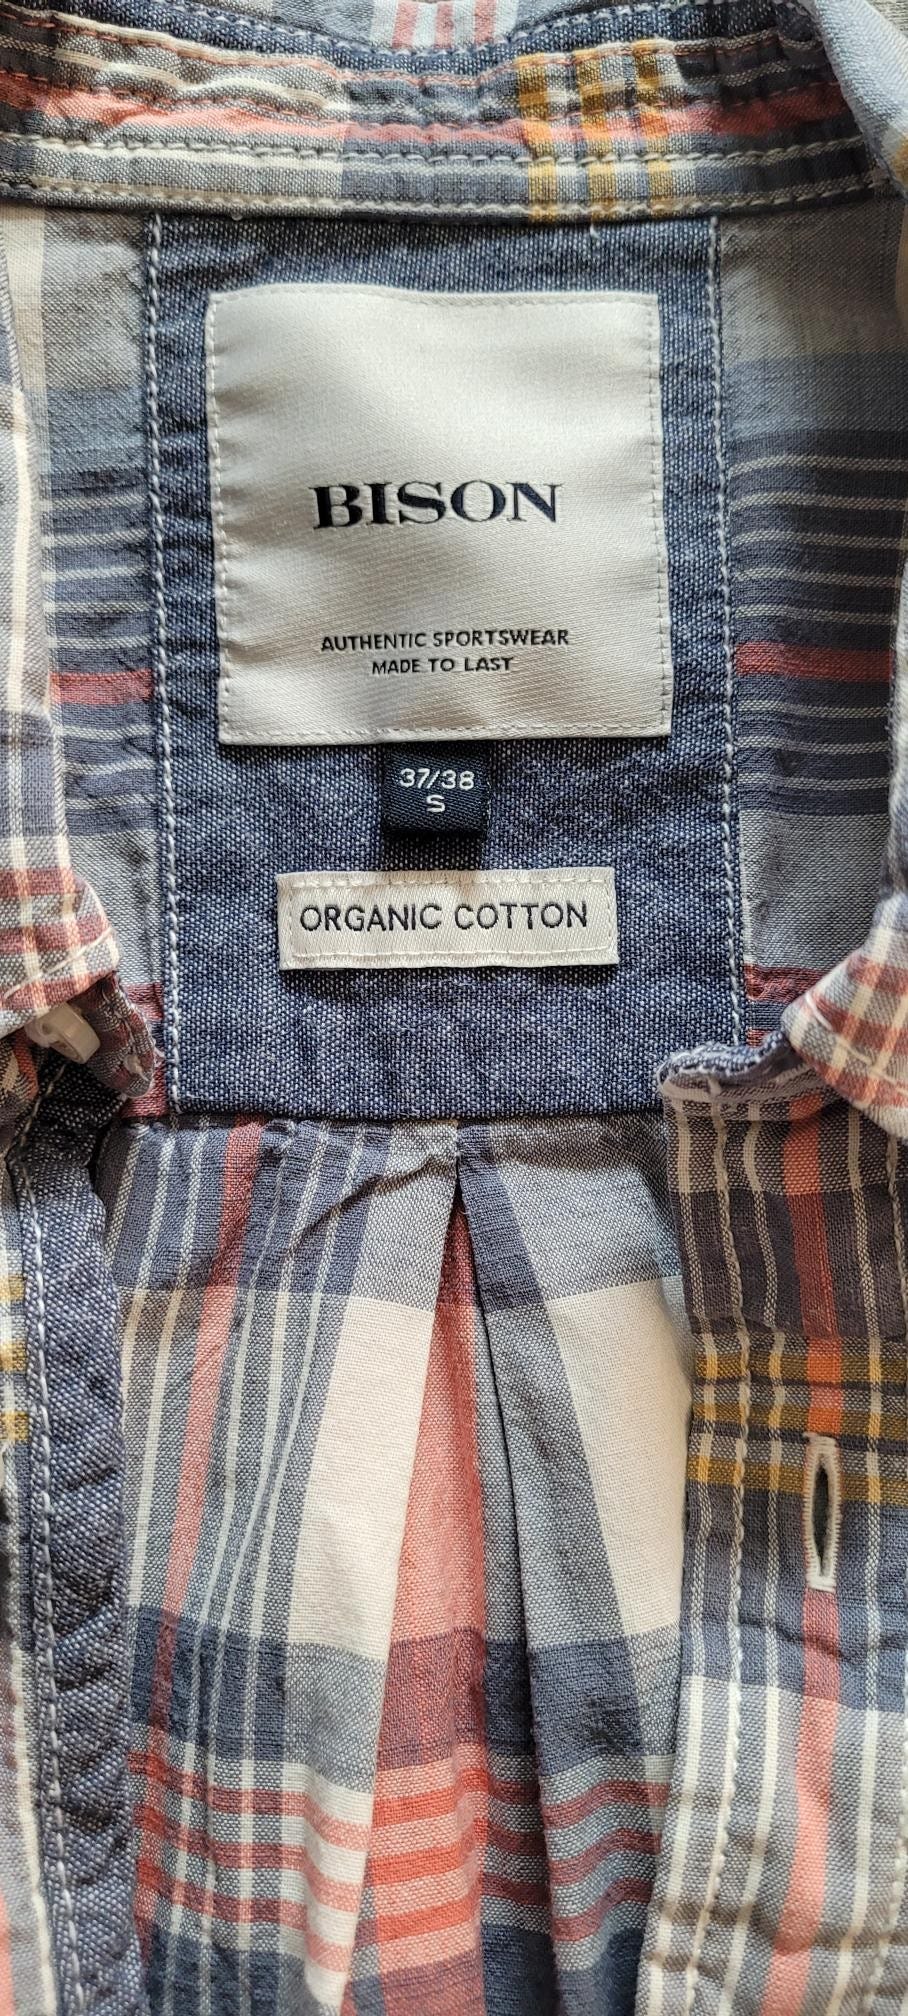 BISON
AUTHENTIC SPORTSWEAR
MADE TO LAST
37/38
S
ORGANIC COTTON